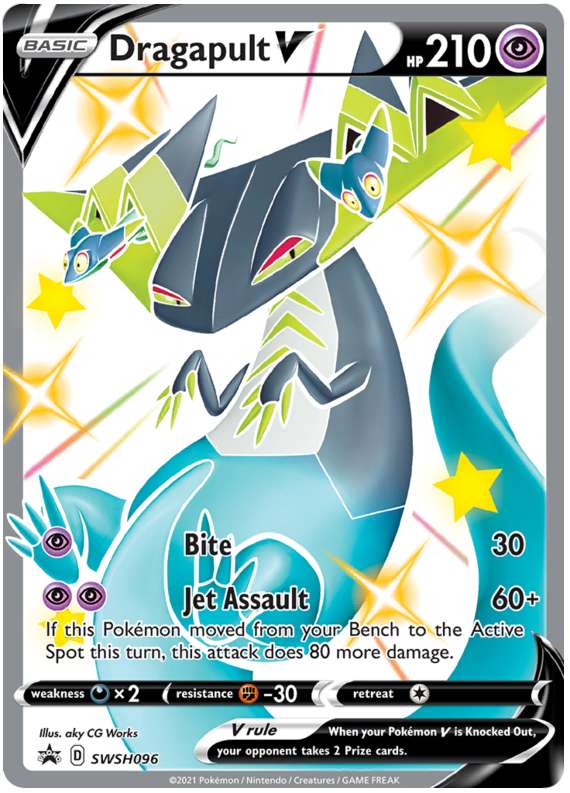 BASIC Dragapult V HP 210
Bite 30
Jet Assault 60+
If this Pokémon moved from your Bench to the Active
Spot this turn, this attack does 80 more damage.
weakness ×2 resistance -30 retreat
Illus. aky CG Works
D SWSH096
V rule When your Pokémon V is Knocked Out,
your opponent takes 2 Prize cards.
©2021 Pokémon / Nintendo / Creatures / GAME FREAK